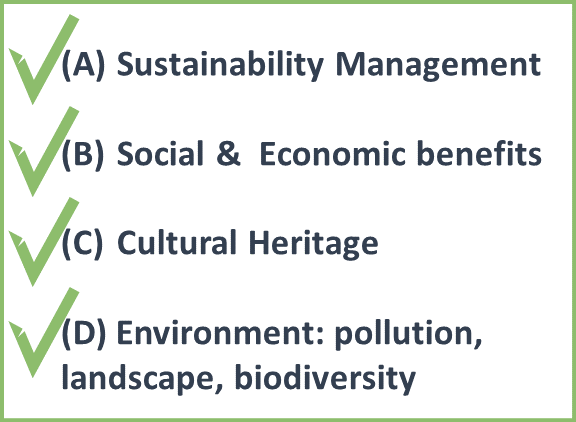 (A) Sustainability Management
(B) Social & Economic benefits
(C) Cultural Heritage
(D) Environment: pollution,
landscape, biodiversity